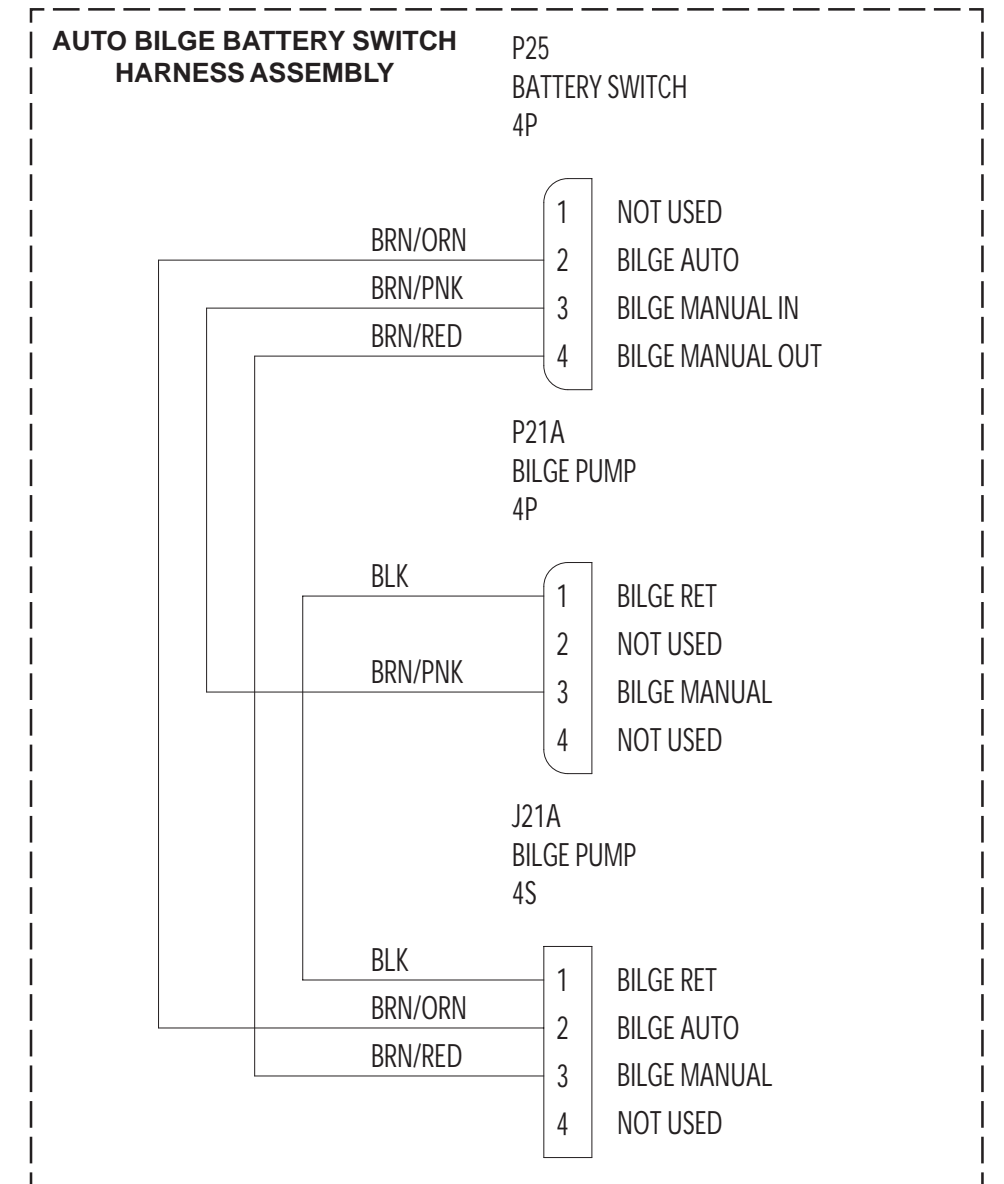 AUTO BILGE BATTERY SWITCH
HARNESS ASSEMBLY
P25
BATTERY SWITCH
4P
1 NOT USED
BRN/ORN 2 BILGE AUTO
BRN/PNK 3 BILGE MANUAL IN
BRN/RED 4 BILGE MANUAL OUT
P21A
BILGE PUMP
4P
BLK 1 BILGE RET
2 NOT USED
BRN/PNK 3 BILGE MANUAL
4 NOT USED
J21A
BILGE PUMP
4S
BLK 1 BILGE RET
BRN/ORN 2 BILGE AUTO
BRN/RED 3 BILGE MANUAL
4 NOT USED